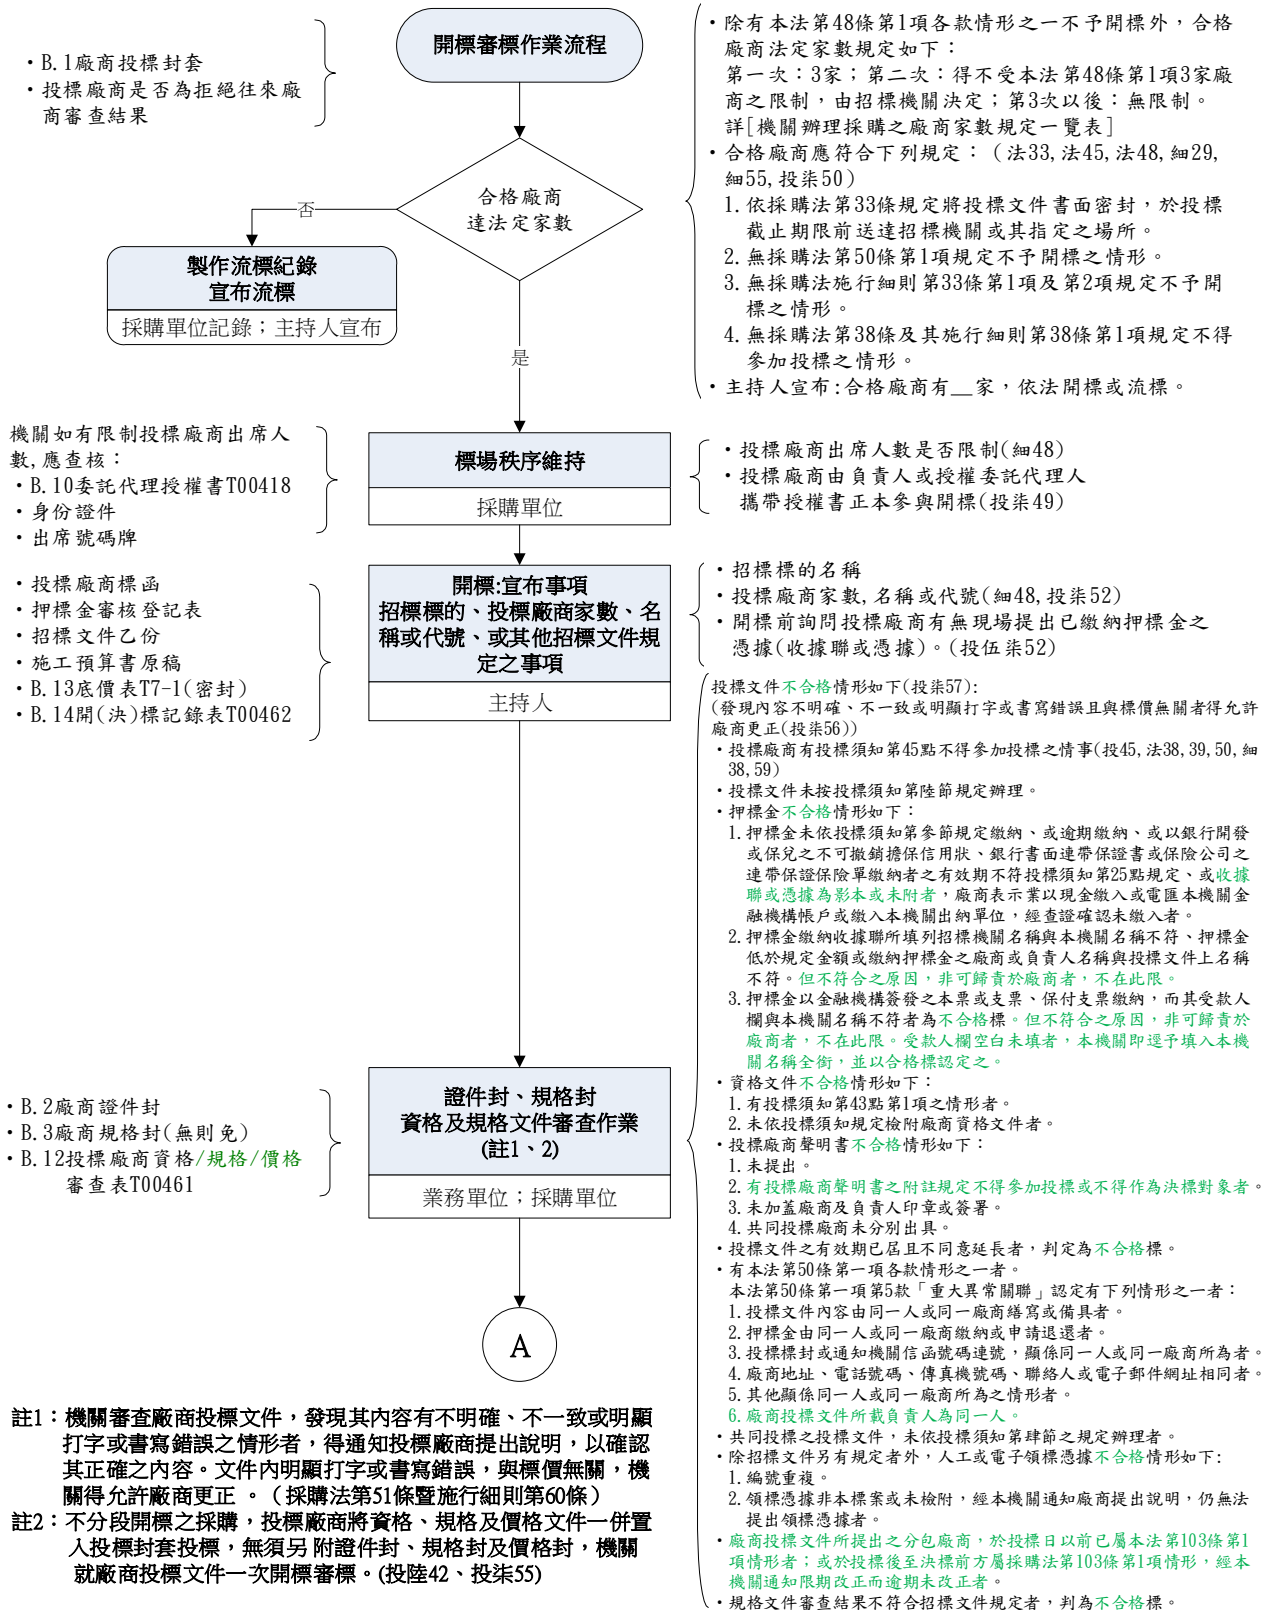 開標審標作業流程
・B.1廠商投標封套
・投標廠商是否為拒絕往來廠
商審查結果
・除有本法第48條第1項各款情形之一不予開標外，合格
廠商法定家數規定如下：
第一次：3家；第二次：得不受本法第48條第1項3家廠
商之限制，由招標機關決定；第3次以後：無限制。
詳[機關辦理採購之廠商家數規定一覽表]
・合格廠商應符合下列規定：（法33,法45,法48,細29,
細55,投柒50）
1.依採購法第33條規定將投標文件書面密封，於投標
截止期限前送達招標機關或其指定之場所。
2.無採購法第50條第1項規定不予開標之情形。
3.無採購法施行細則第33條第1項及第2項規定不予開
標之情形。
4.無採購法第38條及其施行細則第38條第1項規定不得
參加投標之情形。
・主持人宣布:合格廠商有__家，依法開標或流標。
合格廠商
達法定家數
否
製作流標紀錄
宣布流標
採購單位記錄；主持人宣布
是
機關如有限制投標廠商出席人
數,應查核：
・B.10委託代理授權書T00418
・身份證件
・出席號碼牌
標場秩序維持
採購單位
・投標廠商出席人數是否限制(細48)
・投標廠商由負責人或授權委託代理人
攜帶授權書正本參與開標(投柒49)
・投標廠商標函
・押標金審核登記表
・招標文件乙份
・施工預算書原稿
・B.13底價表T7-1(密封)
・B.14開(決)標記錄表T00462
開標:宣布事項
招標標的、投標廠商家數、名
稱或代號、或其他招標文件規
定之事項
主持人
・招標標的名稱
・投標廠商家數,名稱或代號(細48,投柒52)
・開標前詢問投標廠商有無現場提出已繳納押標金之
憑據(收據聯或憑據)。(投伍柒52)
投標文件不合格情形如下(投柒57):
(發現內容不明確、不一致或明顯打字或書寫錯誤且與標價無關者得允許
廠商更正(投柒56))
・投標廠商有投標須知第45點不得參加投標之情事(投45,法38,39,50,細
38,59)
・投標文件未按投標須知第陸節規定辦理。
・押標金不合格情形如下：
1.押標金未依投標須知第參節規定繳納、或逾期繳納、或以銀行開發
或保兌之不可撤銷擔保信用狀、銀行書面連帶保證書或保險公司之
連帶保證保險單繳納者之有效期不符投標須知第25點規定、或收據
聯或憑據為影本或未附者，廠商表示業以現金繳入或電匯本機關金
融機構帳戶或繳入本機關出納單位，經查證確認未繳入者。
2.押標金繳納收據聯所填列招標機關名稱與本機關名稱不符、押標金
低於規定金額或繳納押標金之廠商或負責人名稱與投標文件上名稱
不符。但不符合之原因，非可歸責於廠商者，不在此限。
3.押標金以金融機構簽發之本票或支票、保付支票繳納，而其受款人
欄與本機關名稱不符者為不合格標。但不符合之原因，非可歸責於
廠商者，不在此限。受款人欄空白未填者，本機關即逕予填入本機
關名稱全銜，並以合格標認定之。
・資格文件不合格情形如下：
1.有投標須知第43點第1項之情形者。
2.未依投標須知規定檢附廠商資格文件者。
・投標廠商聲明書不合格情形如下：
1.未提出。
2.有投標廠商聲明書之附註規定不得參加投標或不得作為決標對象者。
3.未加蓋廠商及負責人印章或簽署。
4.共同投標廠商未分別出具。
・投標文件之有效期已屆且不同意延長者，判定為不合格標。
・有本法第50條第一項各款情形之一者。
本法第50條第一項第5款「重大異常關聯」認定有下列情形之一者：
1.投標文件內容由同一人或同一廠商繕寫或備具者。
2.押標金由同一人或同一廠商繳納或申請退還者。
3.投標標封或通知機關信函號碼連號，顯係同一人或同一廠商所為者。
4.廠商地址、電話號碼、傳真機號碼、聯絡人或電子郵件網址相同者。
5.其他顯係同一人或同一廠商所為之情形者。
6.廠商投標文件所載負責人為同一人。
・共同投標之投標文件，未依投標須知第肆節之規定辦理者。
・除招標文件另有規定者外，人工或電子領標憑據不合格情形如下:
1.編號重複。
2.領標憑據非本標案或未檢附，經本機關通知廠商提出說明，仍無法
提出領標憑據者。
・廠商投標文件所提出之分包廠商，於投標日以前已屬本法第103條第1
項情形者；或於投標後至決標前方屬採購法第103條第1項情形，經本
機關通知限期改正而逾期未改正者。
・規格文件審查結果不符合招標文件規定者，判為不合格標。
・B.2廠商證件封
・B.3廠商規格封(無則免)
・B.12投標廠商資格/規格/價格
審查表T00461
證件封、規格封
資格及規格文件審查作業
(註1、2)
業務單位；採購單位
A
註1：機關審查廠商投標文件，發現其內容有不明確、不一致或明顯
打字或書寫錯誤之情形者，得通知投標廠商提出說明，以確認
其正確之內容。文件內明顯打字或書寫錯誤，與標價無關，機
關得允許廠商更正 。（採購法第51條暨施行細則第60條）
註2：不分段開標之採購，投標廠商將資格、規格及價格文件一併置
入投標封套投標，無須另附證件封、規格封及價格封，機關
就廠商投標文件一次開標審標。(投陸42、投柒55)